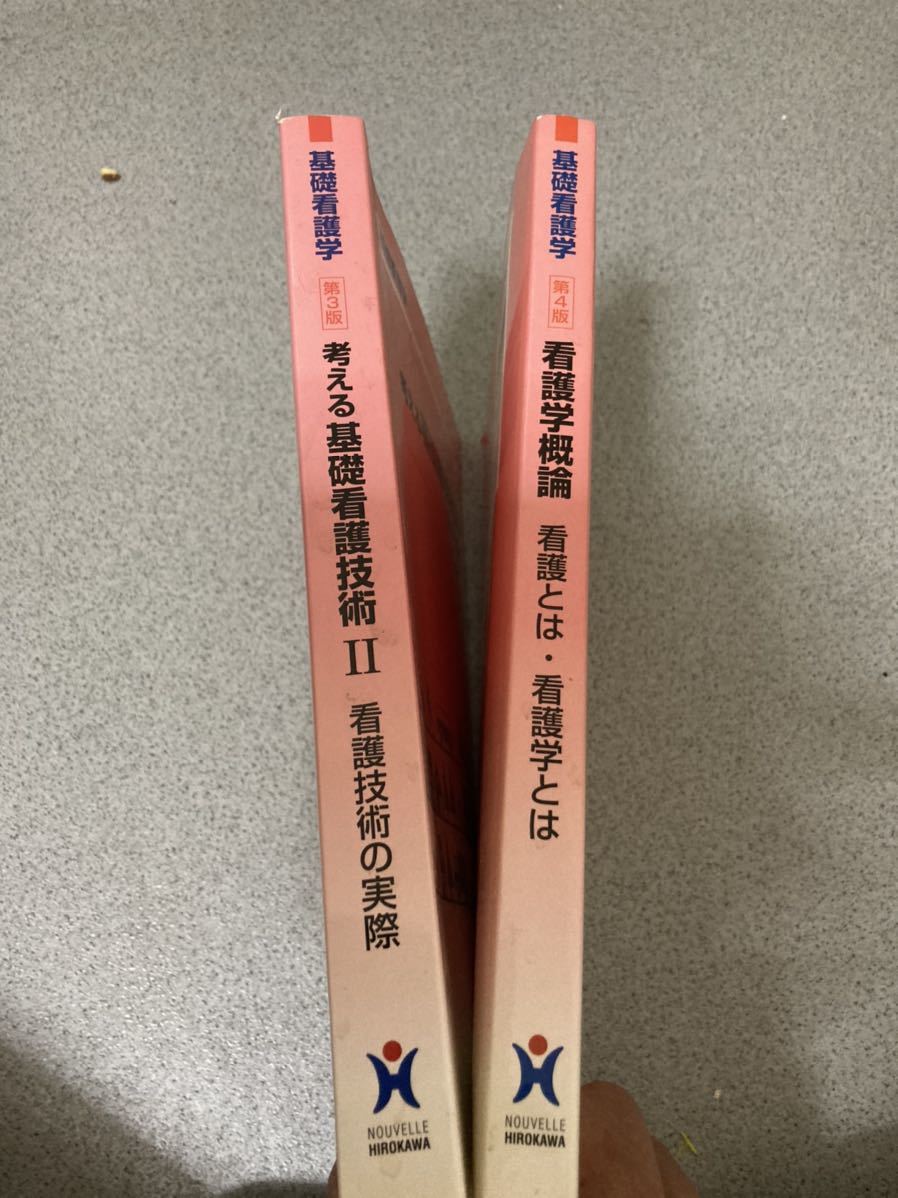 基礎看護学
第3版
考える基礎看護技術 II
看護技術の実際
NOUVELLE
HIROKAWA
基礎看護学
第4版
看護学概論
看護とは・看護学とは
NOUVELLE
HIROKAWA